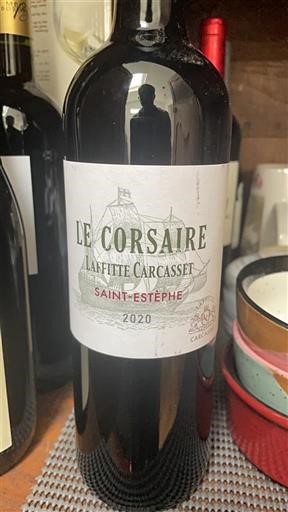 LE CORSAIRE
LAFFITTE CARCASSET
SAINT-ESTÈPHE
2020